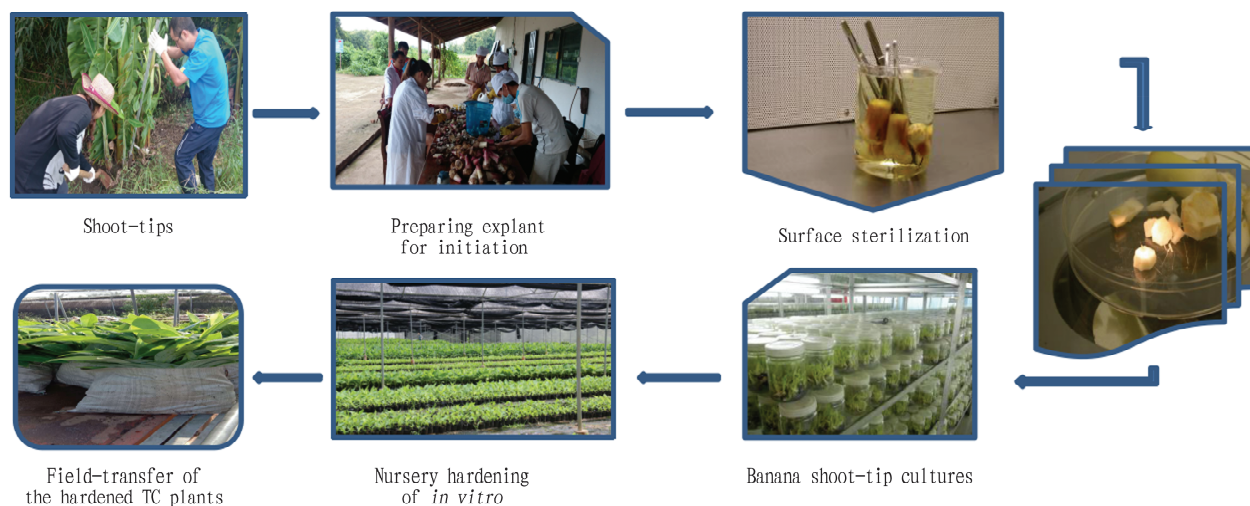 Shoot-tips
Preparing explant
for initiation
Surface sterilization
Field-transfer of
the hardened TC plants
Nursery hardening
of in vitro
Banana shoot-tip cultures